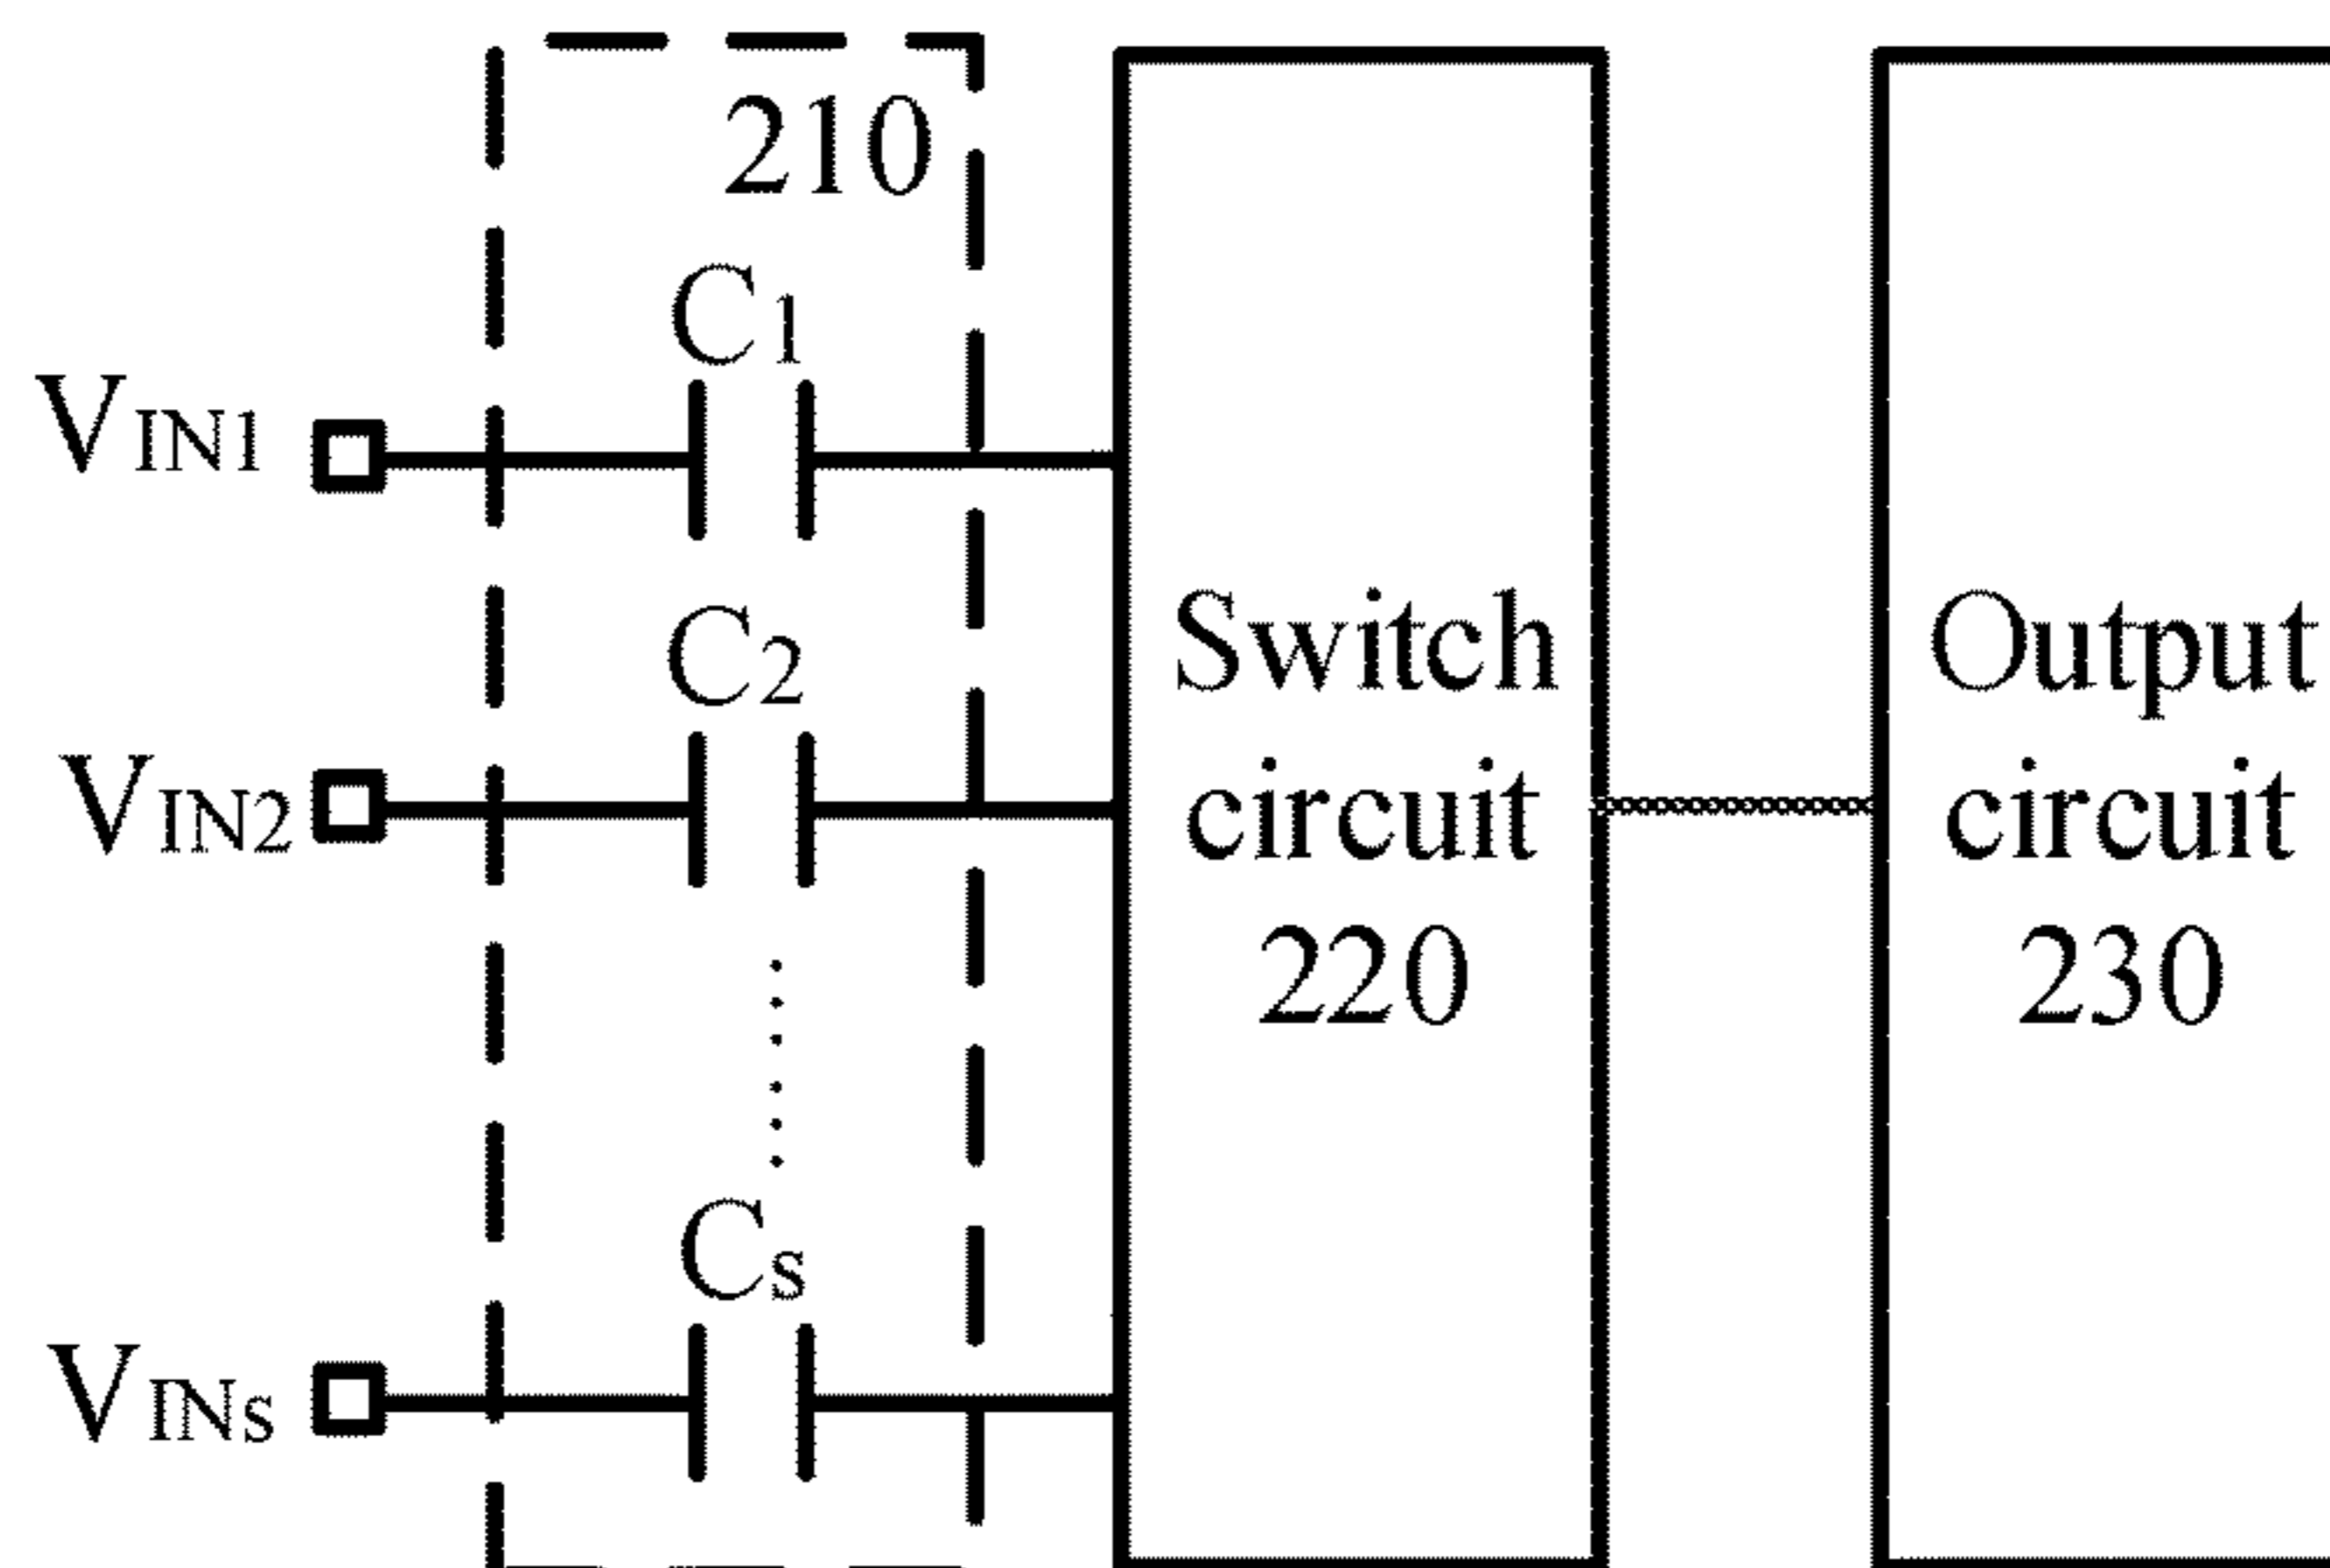 210
C1
VIN1
C2
VIN2
Cs
VINs
Switch
circuit
220
Output
circuit
230